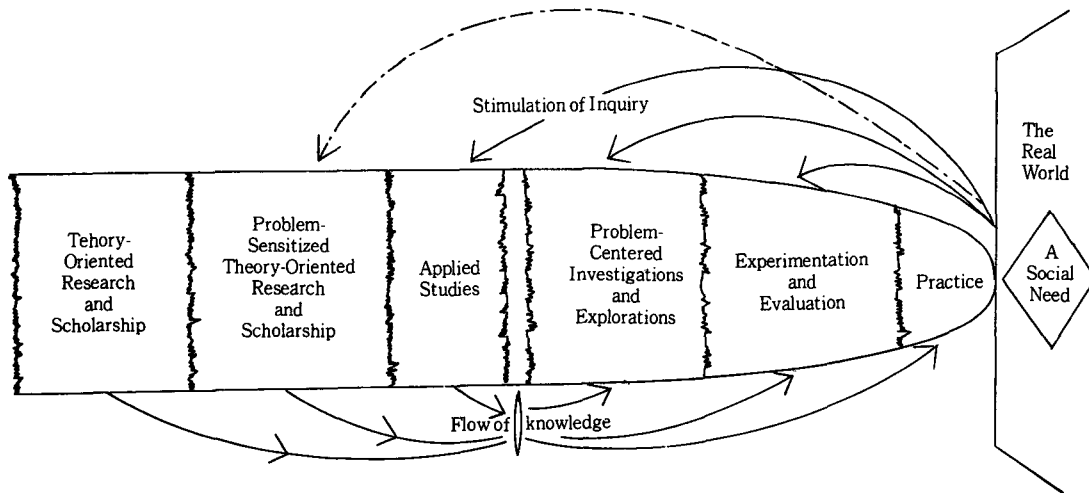 Stimulation of Inquiry
The
Real
World
Tehory-
Oriented
Research
and
Scholarship
Problem-
Sensitized
Theory-Oriented
Research
and
Scholarship
Applied
Studies
Problem-
Centered
Investigations
and
Explorations
Experimentation
and
Evaluation
Practice
A
Social
Need
Flow of knowledge